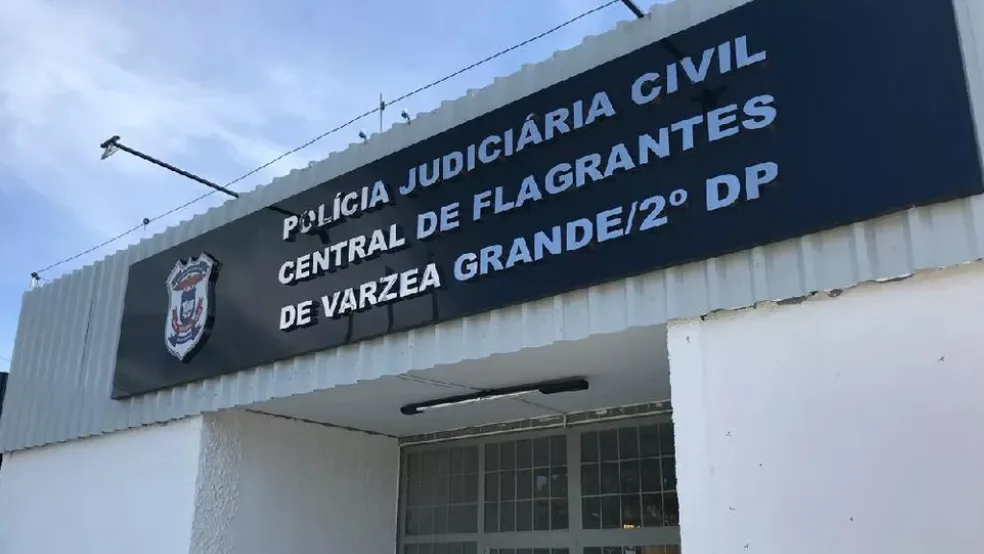 POLÍCIA JUDICIÁRIA CIVIL
CENTRAL DE FLAGRANTES
DE VARZEA GRANDE/2º DP